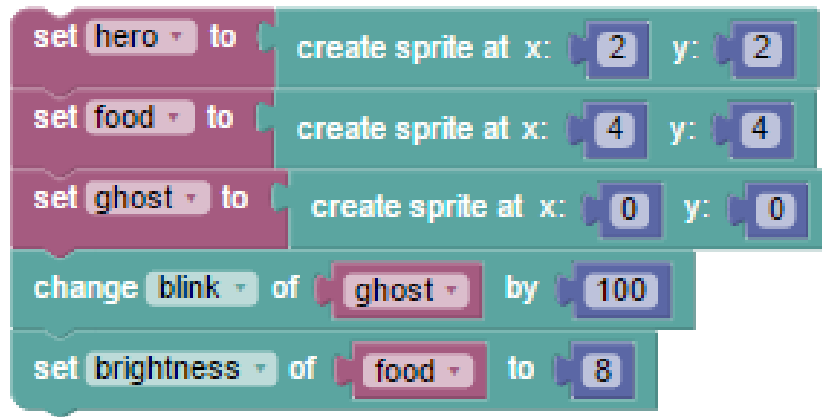 set hero to create sprite at x: 2 y: 2
set food to create sprite at x: 4 y: 4
set ghost to create sprite at x: 0 y: 0
change blink of ghost by 100
set brightness of food to 8